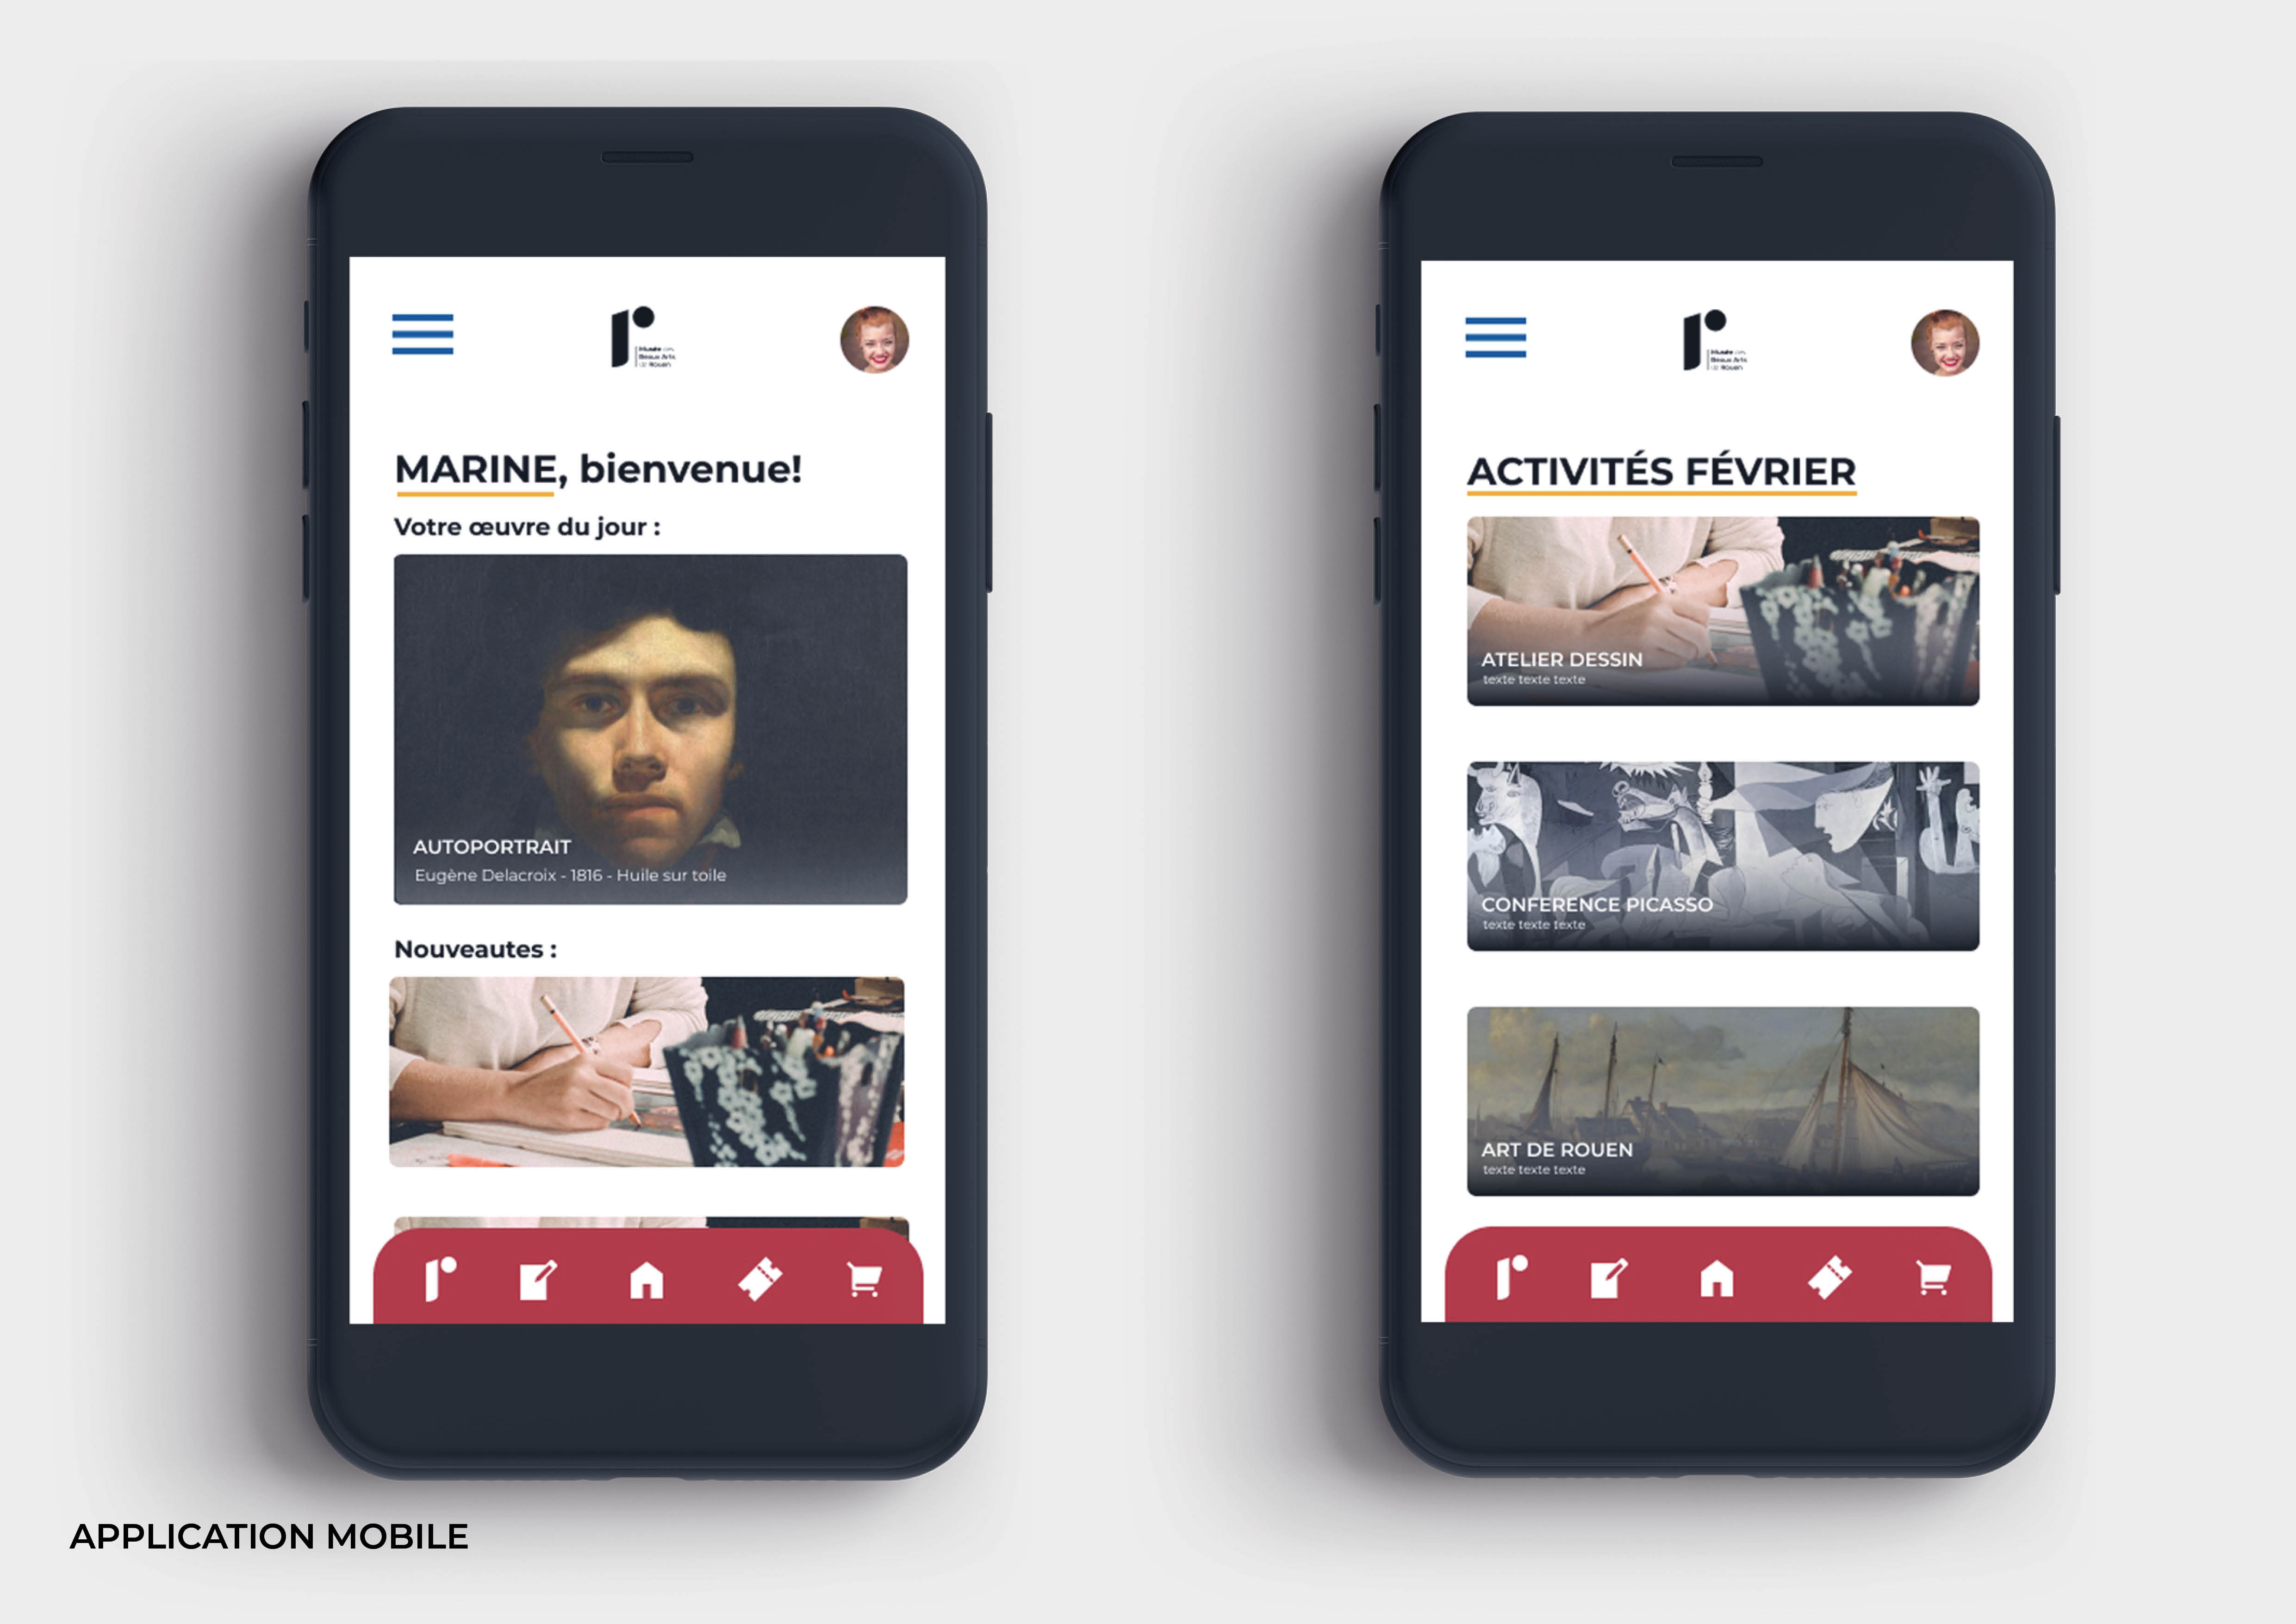 Musée des
Beaux Arts
de Rouen
MARINE, bienvenue!
Votre œuvre du jour :
AUTOPORTRAIT
Eugène Delacroix - 1816 - Huile sur toile
Nouveautes :
Musée des
Beaux Arts
de Rouen
ACTIVITÉS FÉVRIER
ATELIER DESSIN
texte texte texte
CONFERENCE PICASSO
texte texte texte
ART DE ROUEN
texte texte texte
APPLICATION MOBILE